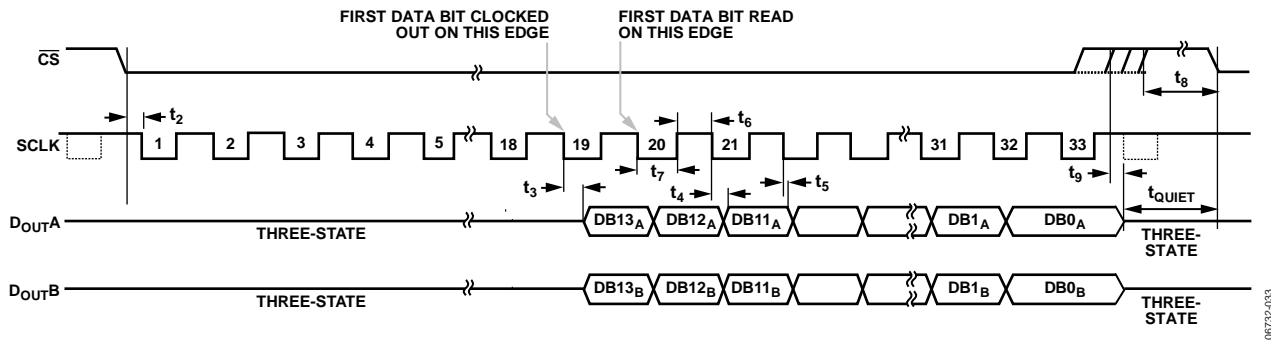 FIRST DATA BIT CLOCKED
OUT ON THIS EDGE
FIRST DATA BIT READ
ON THIS EDGE
CS
t8
t2
t6
SCLK
1 2 3 4 5 18 19 20 21 31 32 33
t3
t7
t4
t5
t9
tQUIET
DOUTA
THREE-STATE
DB13A DB12A DB11A DB1A DB0A
THREE-
STATE
DOUTB
THREE-STATE
DB13B DB12B DB11B DB1B DB0B
THREE-
STATE
06732-033